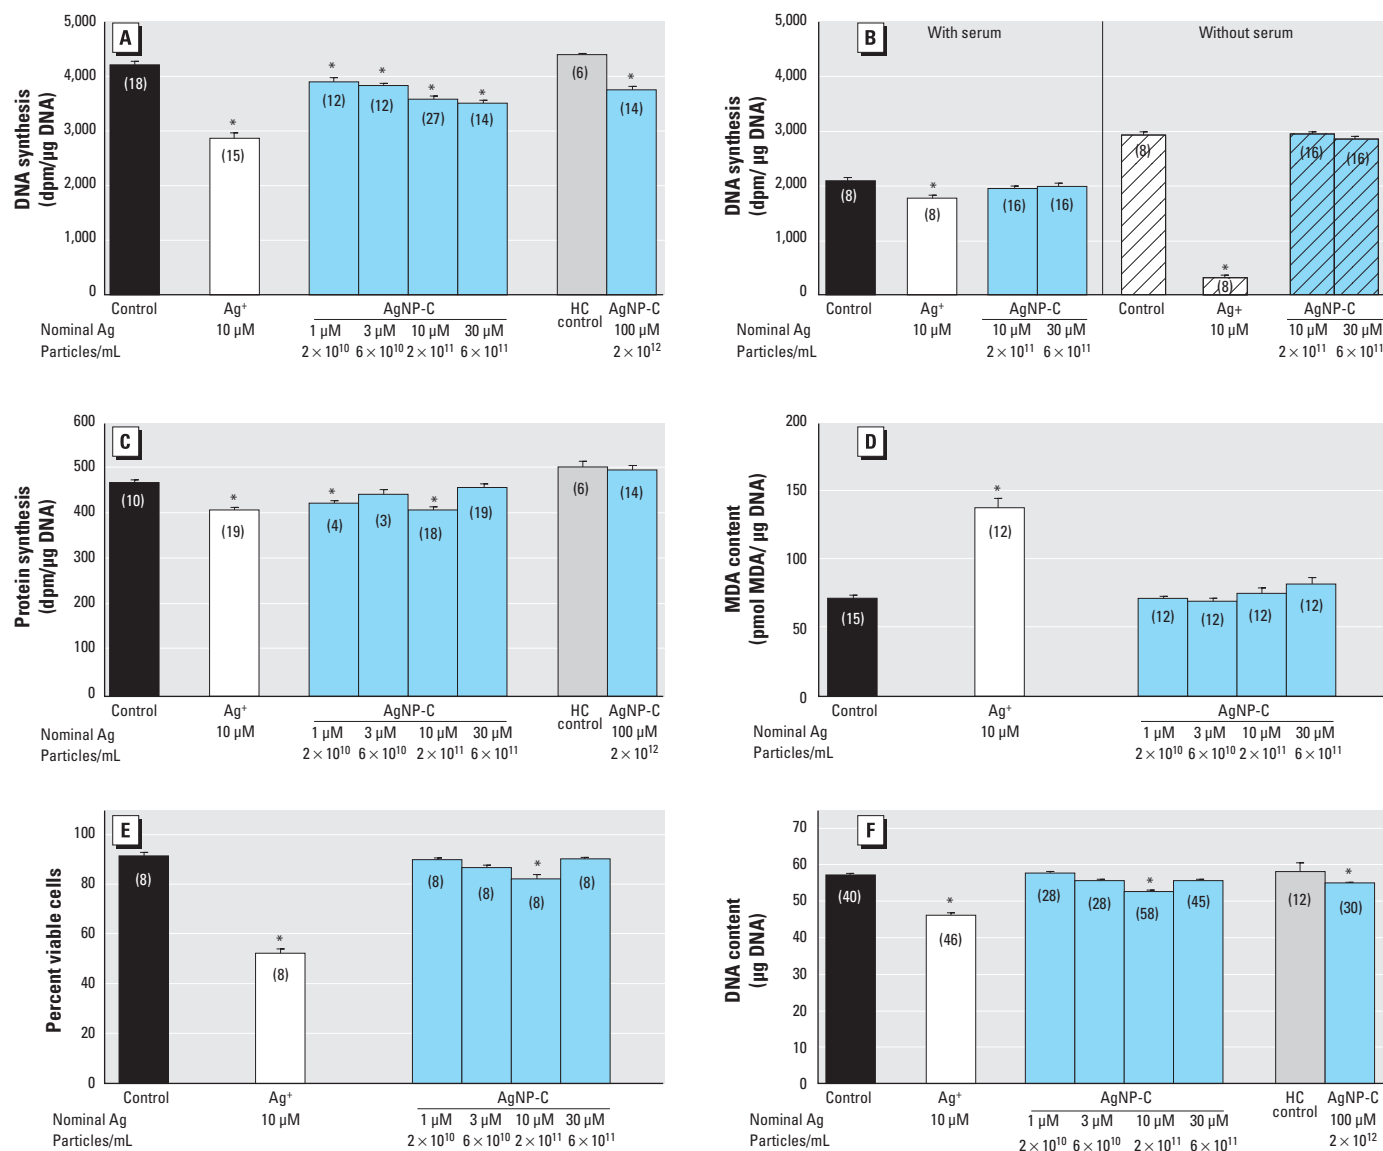 A
5,000
4,000
3,000
2,000
1,000
0
DNA synthesis
(dpm/µg DNA)
(18)
*
(15)
*
(12)
*
(12)
*
(27)
*
(14)
(6)
*
(14)
Control
Ag⁺
10 µM
AgNP-C
HC
control
AgNP-C
100 µM
2 × 10¹²
Nominal Ag
1 µM 3 µM 10 µM 30 µM
Particles/mL
2 × 10¹⁰ 6 × 10¹⁰ 2 × 10¹¹ 6 × 10¹¹
B
With serum
Without serum
5,000
4,000
3,000
2,000
1,000
0
DNA synthesis
(dpm/ µg DNA)
(8)
*
(8)
(16)
(16)
(8)
*
(8)
(16)
(16)
Control
Ag⁺
10 µM
AgNP-C
Control
Ag+
10 µM
AgNP-C
Nominal Ag
10 µM 30 µM
10 µM 30 µM
Particles/mL
2 × 10¹¹ 6 × 10¹¹
2 × 10¹¹ 6 × 10¹¹
C
600
500
400
300
200
100
0
Protein synthesis
(dpm/µg DNA)
(10)
*
(19)
*
(4)
(3)
*
(18)
(19)
(6)
(14)
Control
Ag⁺
10 µM
AgNP-C
HC
control
AgNP-C
100 µM
2 × 10¹²
Nominal Ag
1 µM 3 µM 10 µM 30 µM
Particles/mL
2 × 10¹⁰ 6 × 10¹⁰ 2 × 10¹¹ 6 × 10¹¹
D
200
150
100
50
0
MDA content
(pmol MDA/ µg DNA)
(15)
*
(12)
(12)
(12)
(12)
(12)
Control
Ag⁺
10 µM
AgNP-C
Nominal Ag
1 µM 3 µM 10 µM 30 µM
Particles/mL
2 × 10¹⁰ 6 × 10¹⁰ 2 × 10¹¹ 6 × 10¹¹
E
100
80
60
40
20
0
Percent viable cells
(8)
*
(8)
(8)
(8)
*
(8)
(8)
Control
Ag⁺
10 µM
AgNP-C
Nominal Ag
1 µM 3 µM 10 µM 30 µM
Particles/mL
2 × 10¹⁰ 6 × 10¹⁰ 2 × 10¹¹ 6 × 10¹¹
F
70
60
50
40
30
20
10
0
DNA content
(µg DNA)
(40)
*
(46)
(28)
(28)
*
(58)
(45)
(12)
*
(30)
Control
Ag⁺
10 µM
AgNP-C
HC
control
AgNP-C
100 µM
2 × 10¹²
Nominal Ag
1 µM 3 µM 10 µM 30 µM
Particles/mL
2 × 10¹⁰ 6 × 10¹⁰ 2 × 10¹¹ 6 × 10¹¹